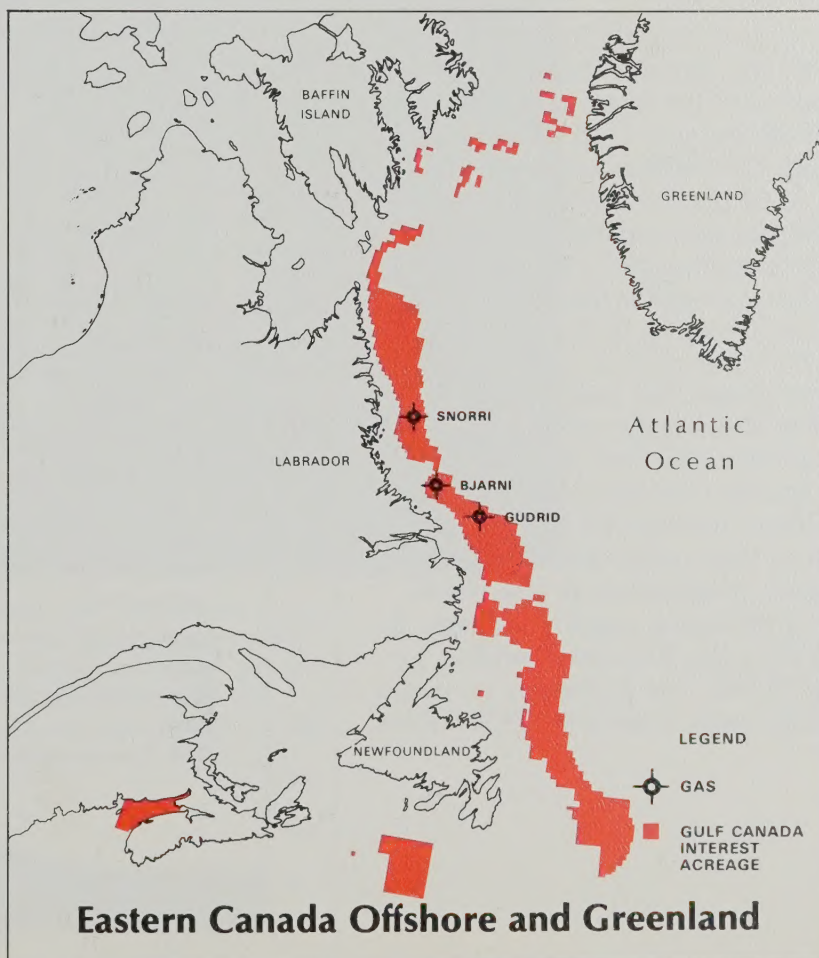 BAFFIN
ISLAND
GREENLAND
SNORRI
Atlantic
Ocean
LABRADOR
BJARNI
GUDRID
LEGEND
NEWFOUNDLAND
GAS
GULF CANADA
INTEREST
ACREAGE
Eastern Canada Offshore and Greenland